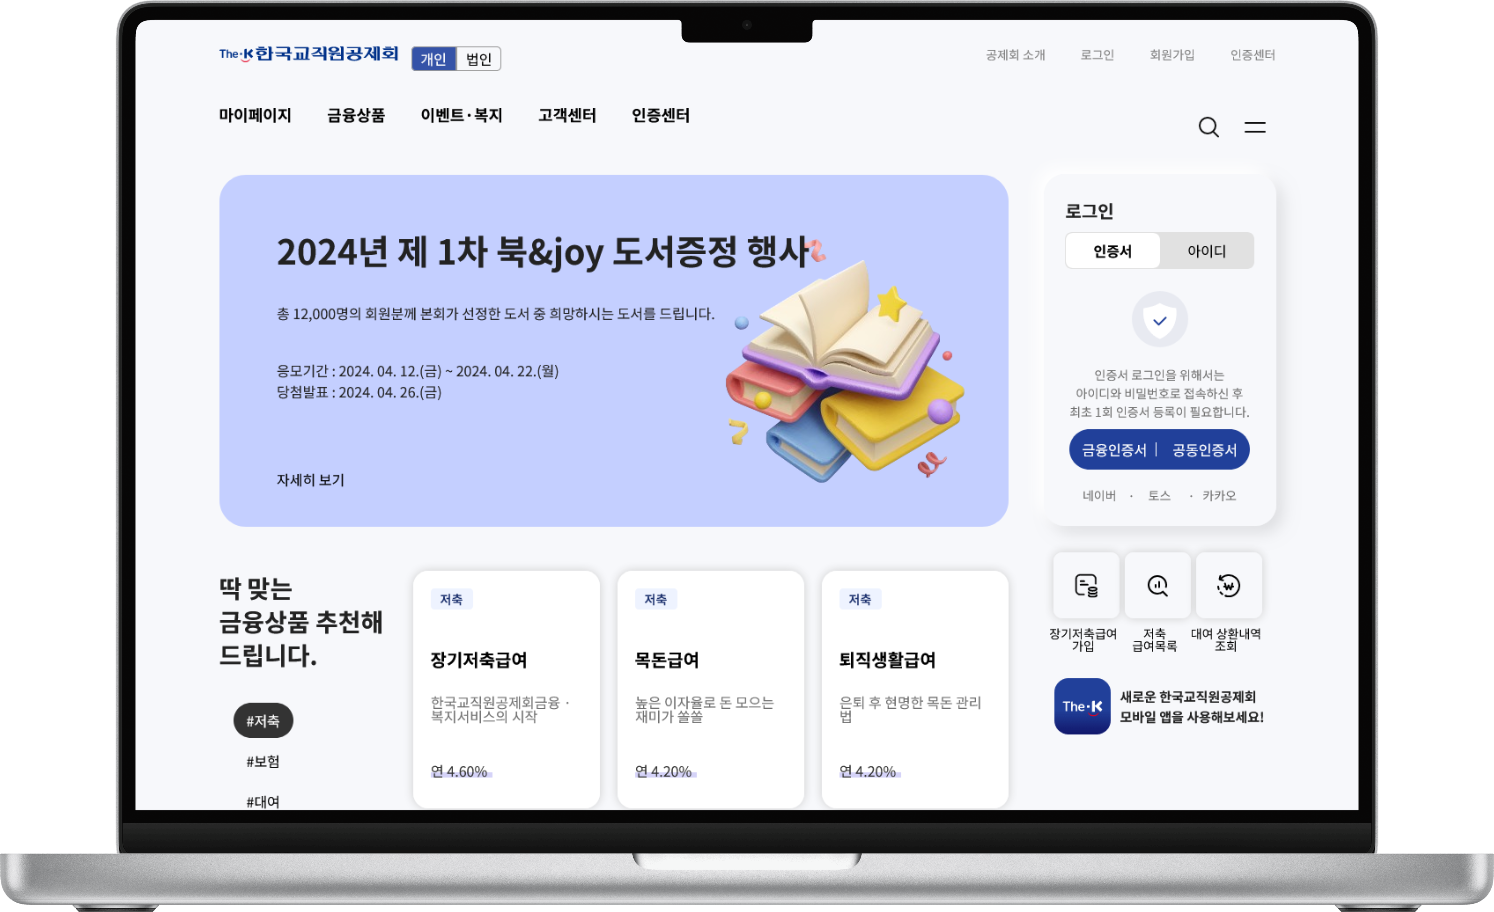 The·K한국교직원공제회
개인
법인
공제회 소개
로그인
회원가입
인증센터
마이페이지
금융상품
이벤트·복지
고객센터
인증센터
2024년 제 1차 북&joy 도서증정 행사
총 12,000명의 회원분께 본회가 선정한 도서 중 희망하시는 도서를 드립니다.
응모기간 : 2024. 04. 12.(금) ~ 2024. 04. 22.(월)
당첨발표 : 2024. 04. 26.(금)
자세히 보기
로그인
인증서
아이디
인증서 로그인을 위해서는
아이디와 비밀번호로 접속하신 후
최초 1회 인증서 등록이 필요합니다.
금융인증서 | 공동인증서
네이버 · 토스 · 카카오
딱 맞는
금융상품 추천해
드립니다.
#저축
#보험
#대여
저축
장기저축급여
한국교직원공제회금융 ·
복지서비스의 시작
연 4.60%
저축
목돈급여
높은 이자율로 돈 모으는
재미가 쏠쏠
연 4.20%
저축
퇴직생활급여
은퇴 후 현명한 목돈 관리
법
연 4.20%
장기저축급여
가입
저축
급여목록
대여 상환내역
조회
The·K
새로운 한국교직원공제회
모바일 앱을 사용해보세요!